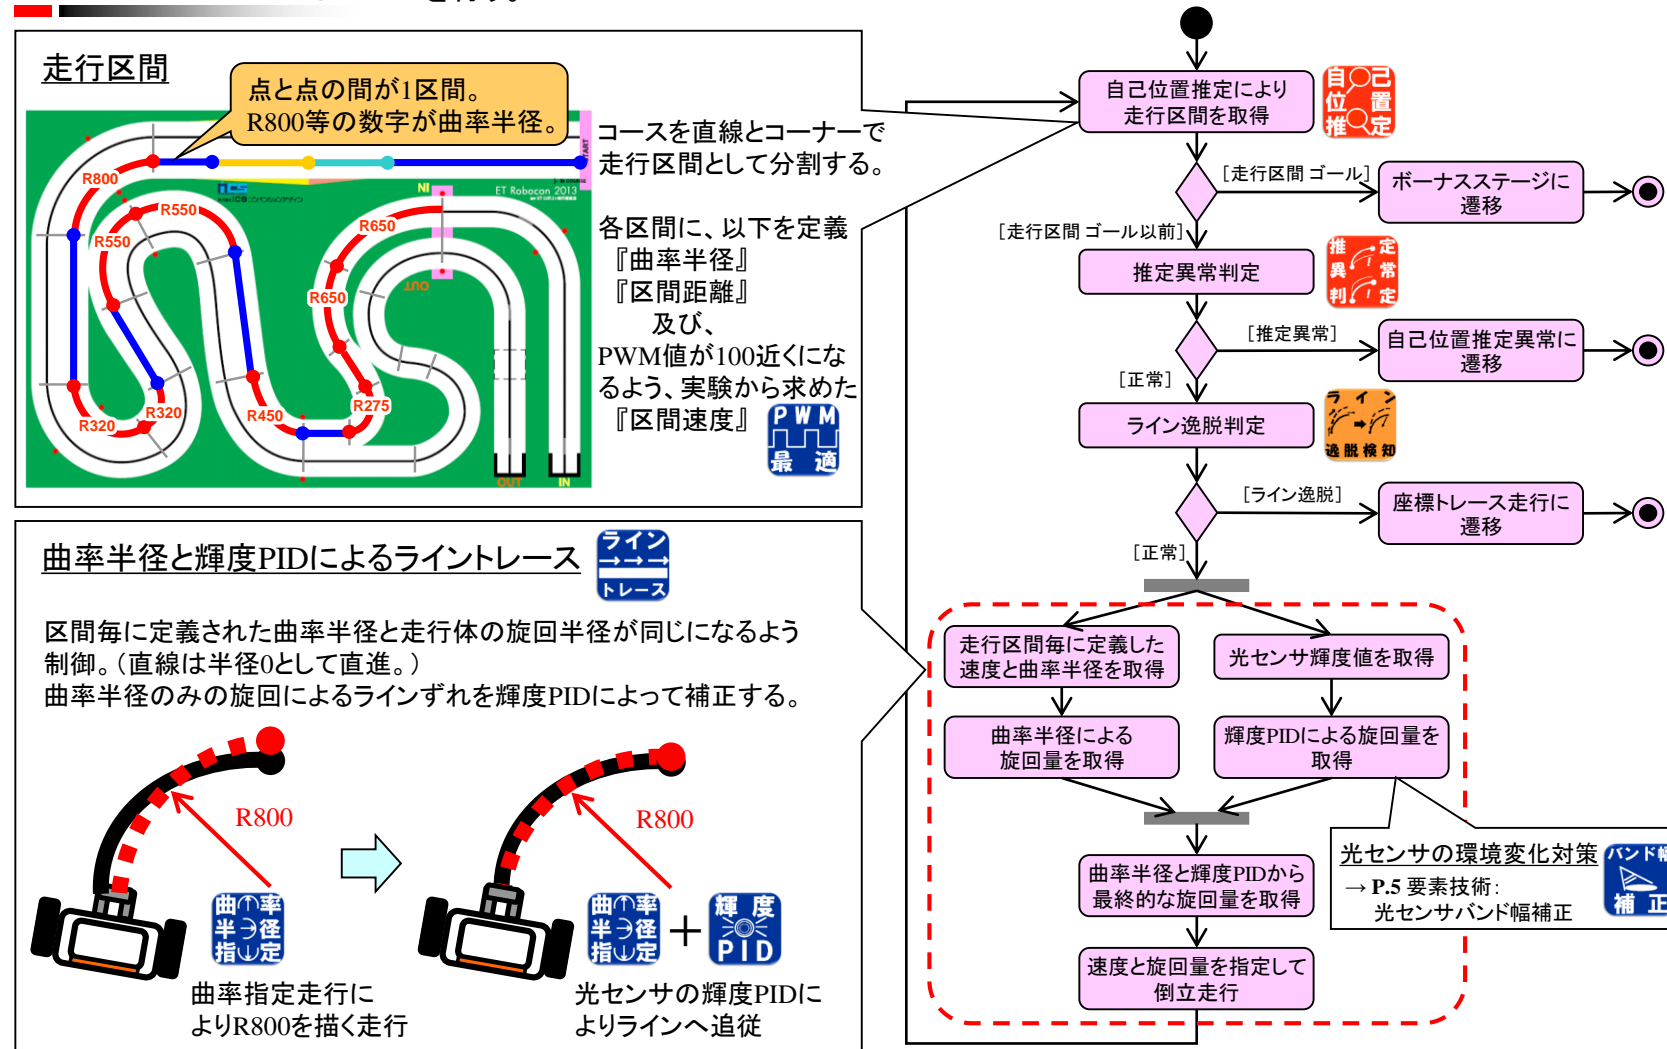 走行区間
点と点の間が1区間。
R800等の数字が曲率半径。
コースを直線とコーナーで
走行区間として分割する。
各区間に、以下を定義
『曲率半径』
『区間距離』
及び、
PWM値が100近くにな
るよう、実験から求めた
『区間速度』
PWM
最適
R800
R550
R550
R650
R650
R320
R320
R450
R275
ICS
NI
ET Robocon 2013
START
OUT
OUT
IN
曲率半径と輝度PIDによるライントレース
ライン
トレース
区間毎に定義された曲率半径と走行体の旋回半径が同じになるよう
制御。（直線は半径0として直進。）
曲率半径のみの旋回によるラインずれを輝度PIDによって補正する。
R800
R800
曲率
半径
指定
曲率
半径
指定
+
輝度
PID
曲率指定走行に
よりR800を描く走行
光センサの輝度PIDに
よりラインへ追従
自己位置推定により
走行区間を取得
自己
位置
推定
[走行区間 ゴール]
ボーナスステージに
遷移
[走行区間 ゴール以前]
推定異常判定
推定
異常
判定
[推定異常]
自己位置推定異常に
遷移
[正常]
ライン逸脱判定
ライン
逸脱検知
[ライン逸脱]
座標トレース走行に
遷移
[正常]
走行区間毎に定義した
速度と曲率半径を取得
光センサ輝度値を取得
曲率半径による
旋回量を取得
輝度PIDによる旋回量を
取得
曲率半径と輝度PIDから
最終的な旋回量を取得
速度と旋回量を指定して
倒立走行
光センサの環境変化対策
→ P.5 要素技術：
光センサバンド幅補正
バンド幅
補正